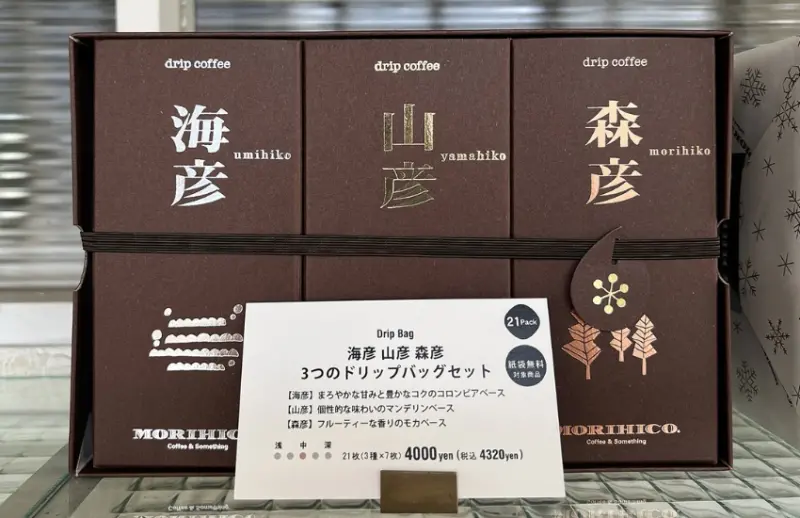 drip coffee
海彦
umihiko
drip coffee
山彦
yamahiko
drip coffee
森彦
morihiko
MORIHICO
Coffee & Something
MORIHICO.
Coffee & Something
21Pack
紙袋無料
対象商品
Drip Bag
海彦 山彦 森彦
3つのドリップバッグセット
【海彦】まろやかな甘みと豊かなコクのコロンビアベース
【山彦】個性的な味わいのマンデリンベース
【森彦】フルーティーな香りのモカベース
浅 中 深
21枚(3種×7枚) 4000yen (税込 4320yen)